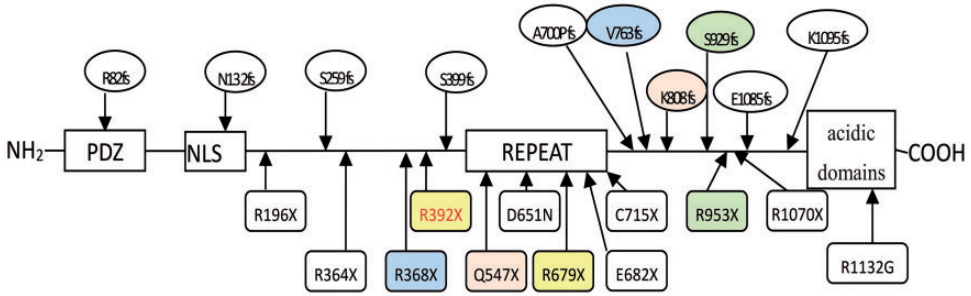 A700Pfs V763fs S929fs K1095fs
R82fs N132fs S259fs S399fs K808fs E1085fs
NH₂ PDZ NLS REPEAT acidic domains COOH
R196X R392X D651N C715X R953X R1070X
R364X R368X Q547X R679X E682X R1132G